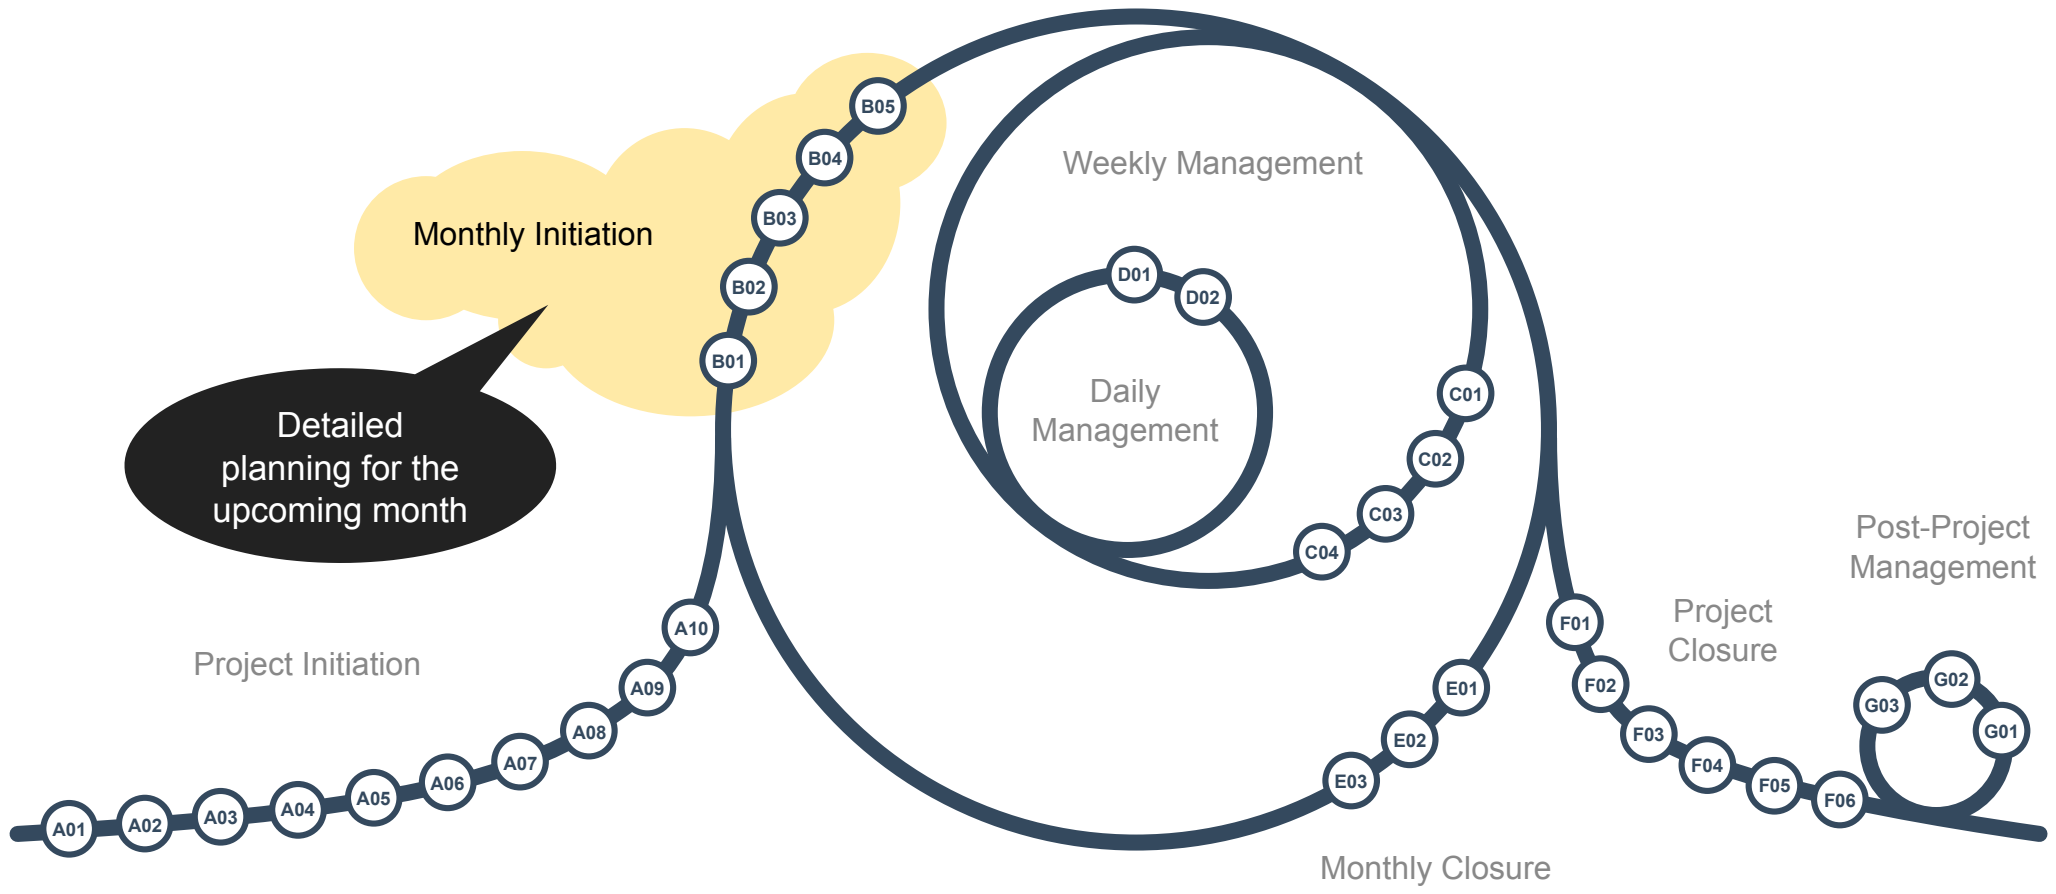 Monthly Initiation
Detailed
planning for the
upcoming month
Project Initiation
A01
A02
A03
A04
A05
A06
A07
A08
A09
A10
B01
B02
B03
B04
B05
Weekly Management
C01
C02
C03
C04
Daily
Management
D01
D02
E01
E02
E03
Monthly Closure
Project
Closure
F01
F02
F03
F04
F05
F06
Post-Project
Management
G01
G02
G03